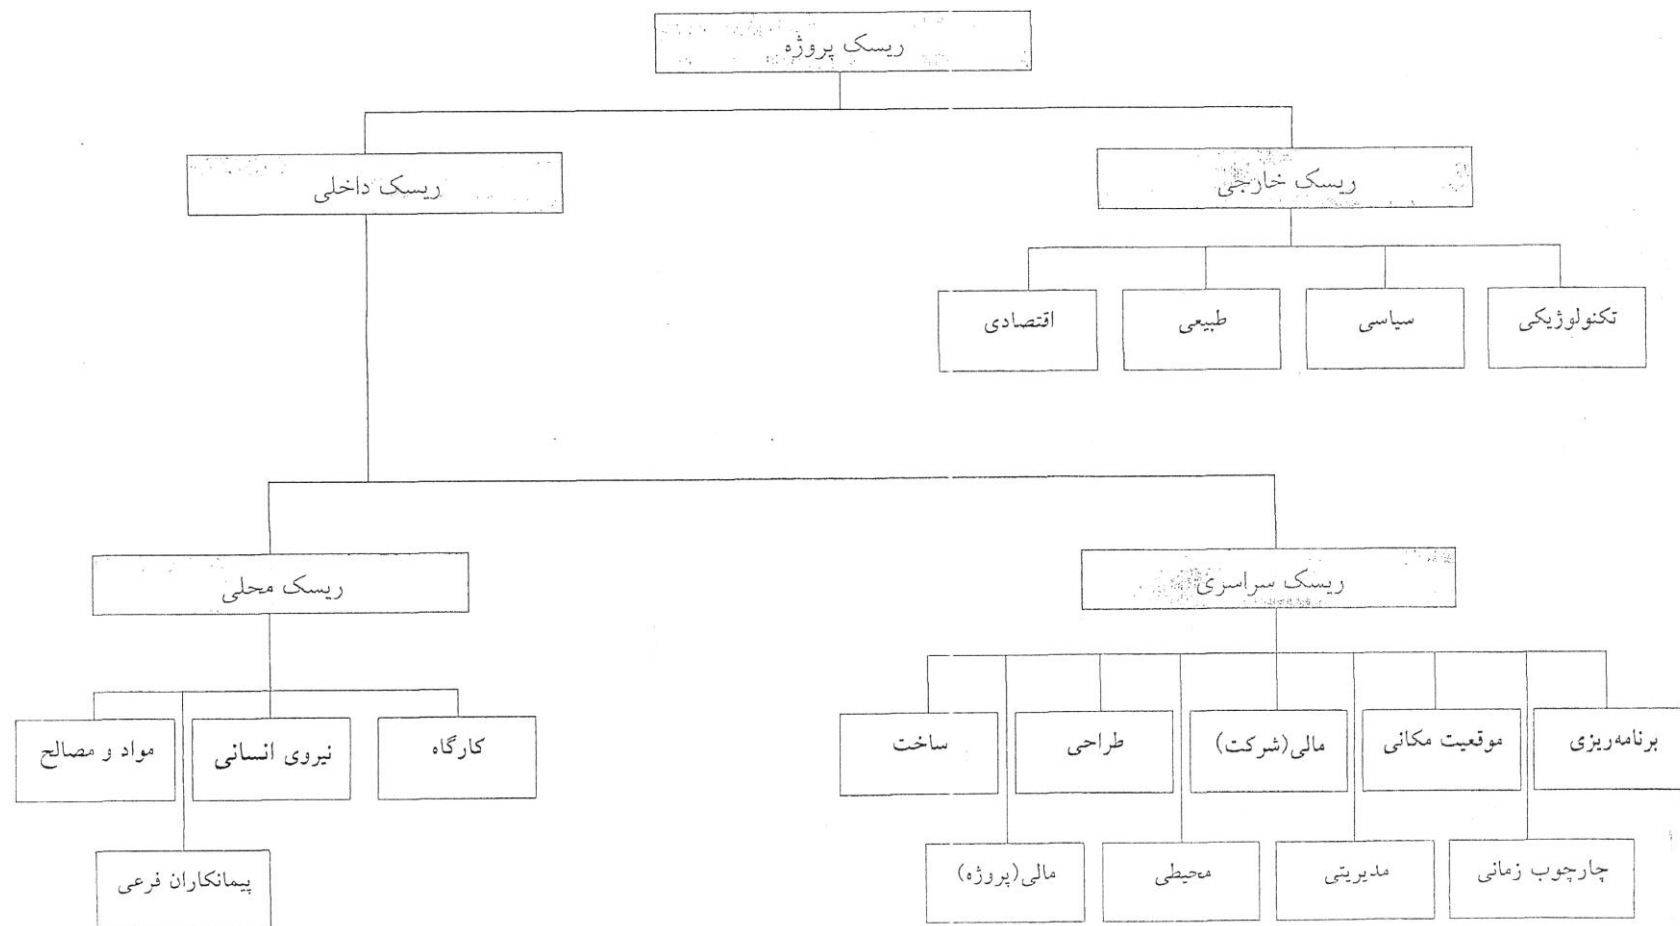 ریسک پروژه
ریسک خارجی
ریسک داخلی
تکنولوژیکی
سیاسی
طبیعی
اقتصادی
ریسک سراسری
ریسک محلی
برنامه‌ریزی
موقعیت مکانی
مالی(شرکت)
طراحی
ساخت
چارچوب زمانی
مدیریتی
محیطی
مالی(پروژه)
کارگاه
نیروی انسانی
مواد و مصالح
پیمانکاران فرعی